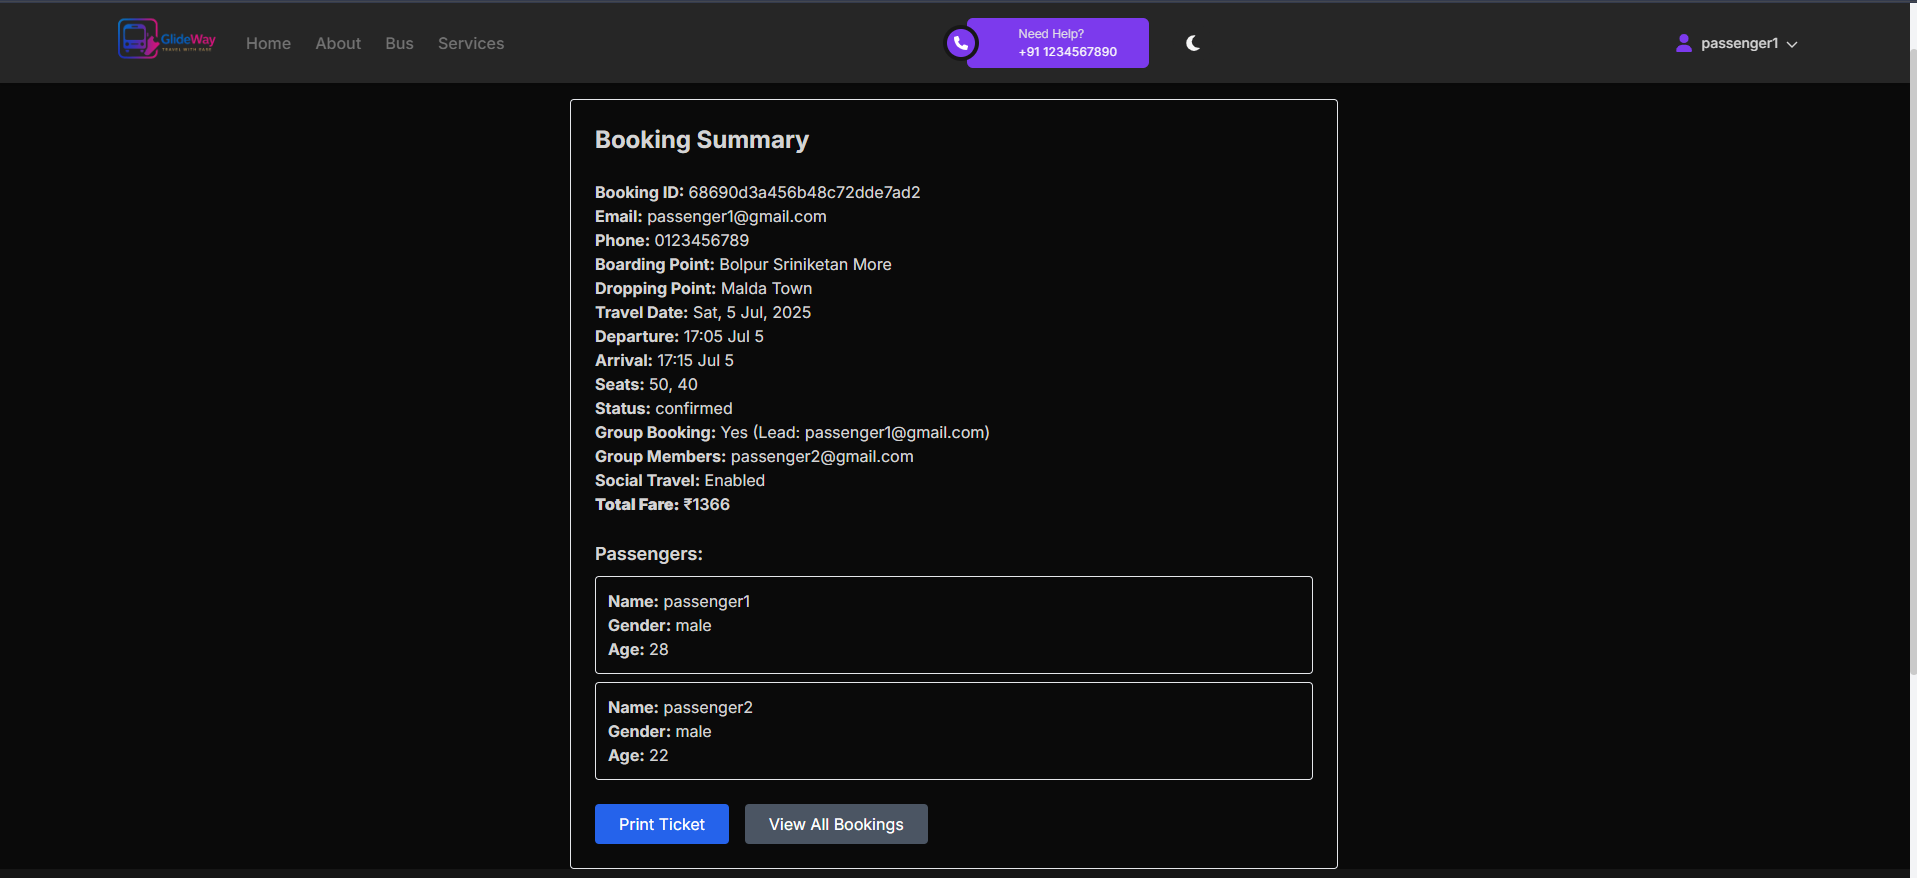 GlideWay
TRAVEL WITH EASE
Home
About
Bus
Services
Need Help?
+91 1234567890
passenger1
Booking Summary
Booking ID: 68690d3a456b48c72dde7ad2
Email: passenger1@gmail.com
Phone: 0123456789
Boarding Point: Bolpur Sriniketan More
Dropping Point: Malda Town
Travel Date: Sat, 5 Jul, 2025
Departure: 17:05 Jul 5
Arrival: 17:15 Jul 5
Seats: 50, 40
Status: confirmed
Group Booking: Yes (Lead: passenger1@gmail.com)
Group Members: passenger2@gmail.com
Social Travel: Enabled
Total Fare: ₹1366
Passengers:
Name: passenger1
Gender: male
Age: 28
Name: passenger2
Gender: male
Age: 22
Print Ticket
View All Bookings